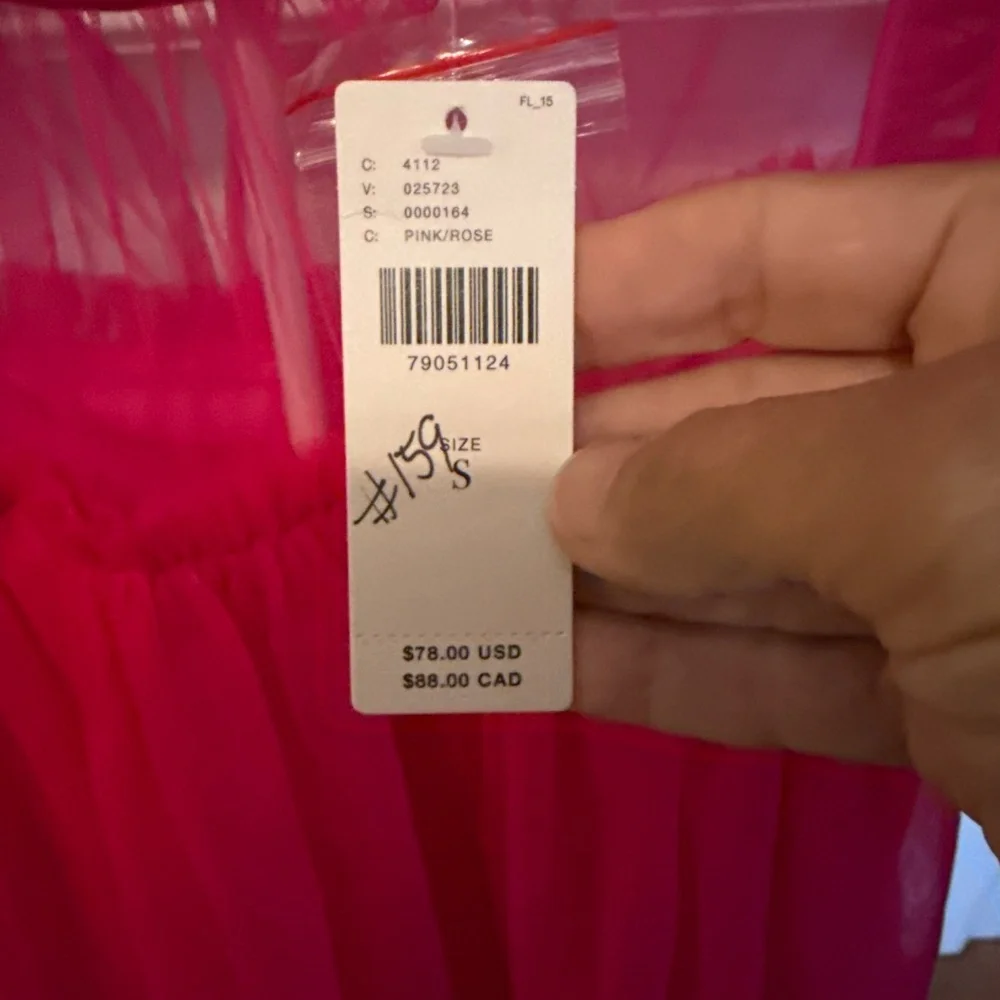 FL_15
C: 4112
V: 025723
S: 0000164
C: PINK/ROSE
79051124
#159
SIZE
S
$78.00 USD
$88.00 CAD